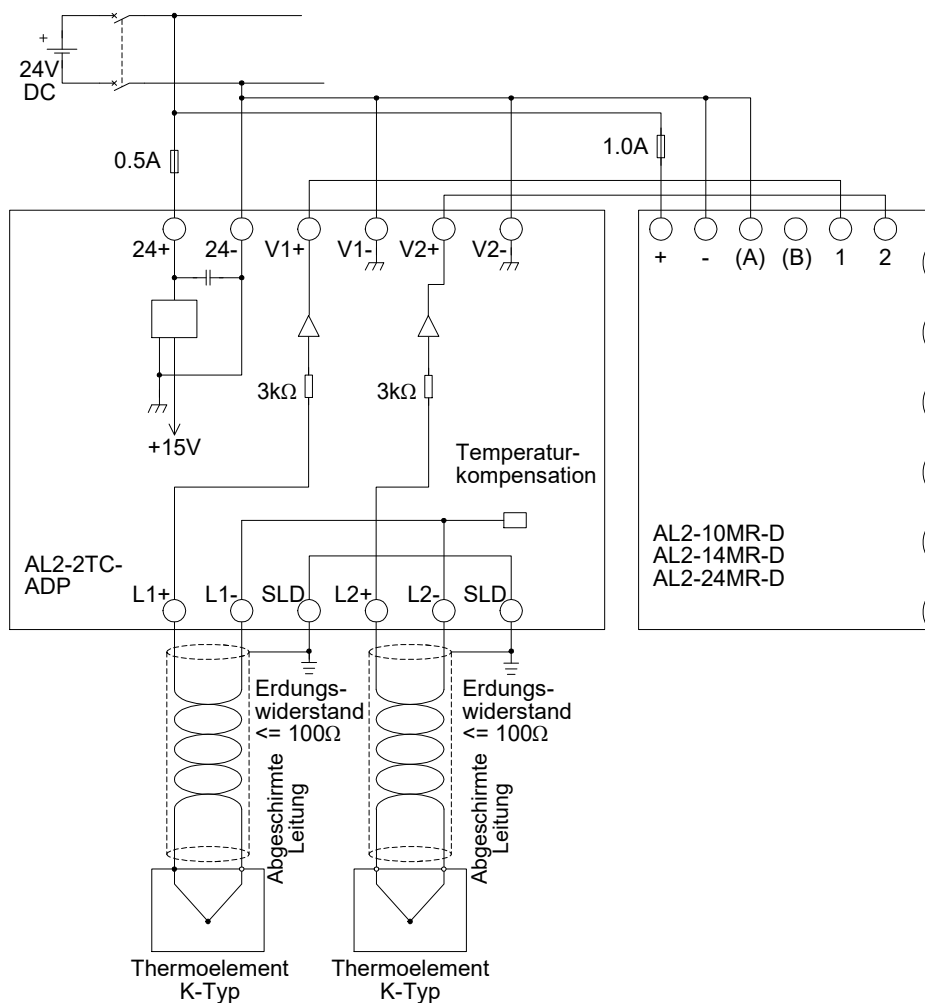 +
24V
DC
0.5A
1.0A
24+
24-
V1+
V1-
V2+
V2-
+
-
(A)
(B)
1
2
3kΩ
3kΩ
+15V
Temperatur-
kompensation
AL2-10MR-D
AL2-14MR-D
AL2-24MR-D
AL2-2TC-
ADP
L1+
L1-
SLD
L2+
L2-
SLD
Erdungs-
widerstand
<= 100Ω
Erdungs-
widerstand
<= 100Ω
Abgeschirmte
Leitung
Abgeschirmte
Leitung
Thermoelement
K-Typ
Thermoelement
K-Typ